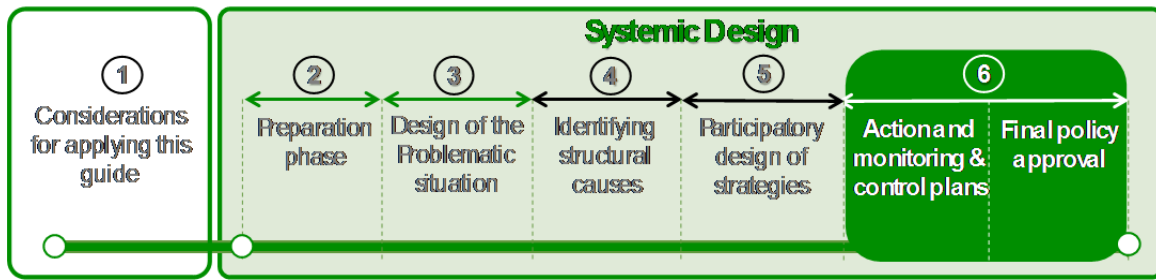 Systemic Design
1
Considerations
for applying this
guide
2
Preparation
phase
3
Design of the
Problematic
situation
4
Identifying
structural
causes
5
Participatory
design of
strategies
6
Action and
monitoring &
control plans
Final policy
approval